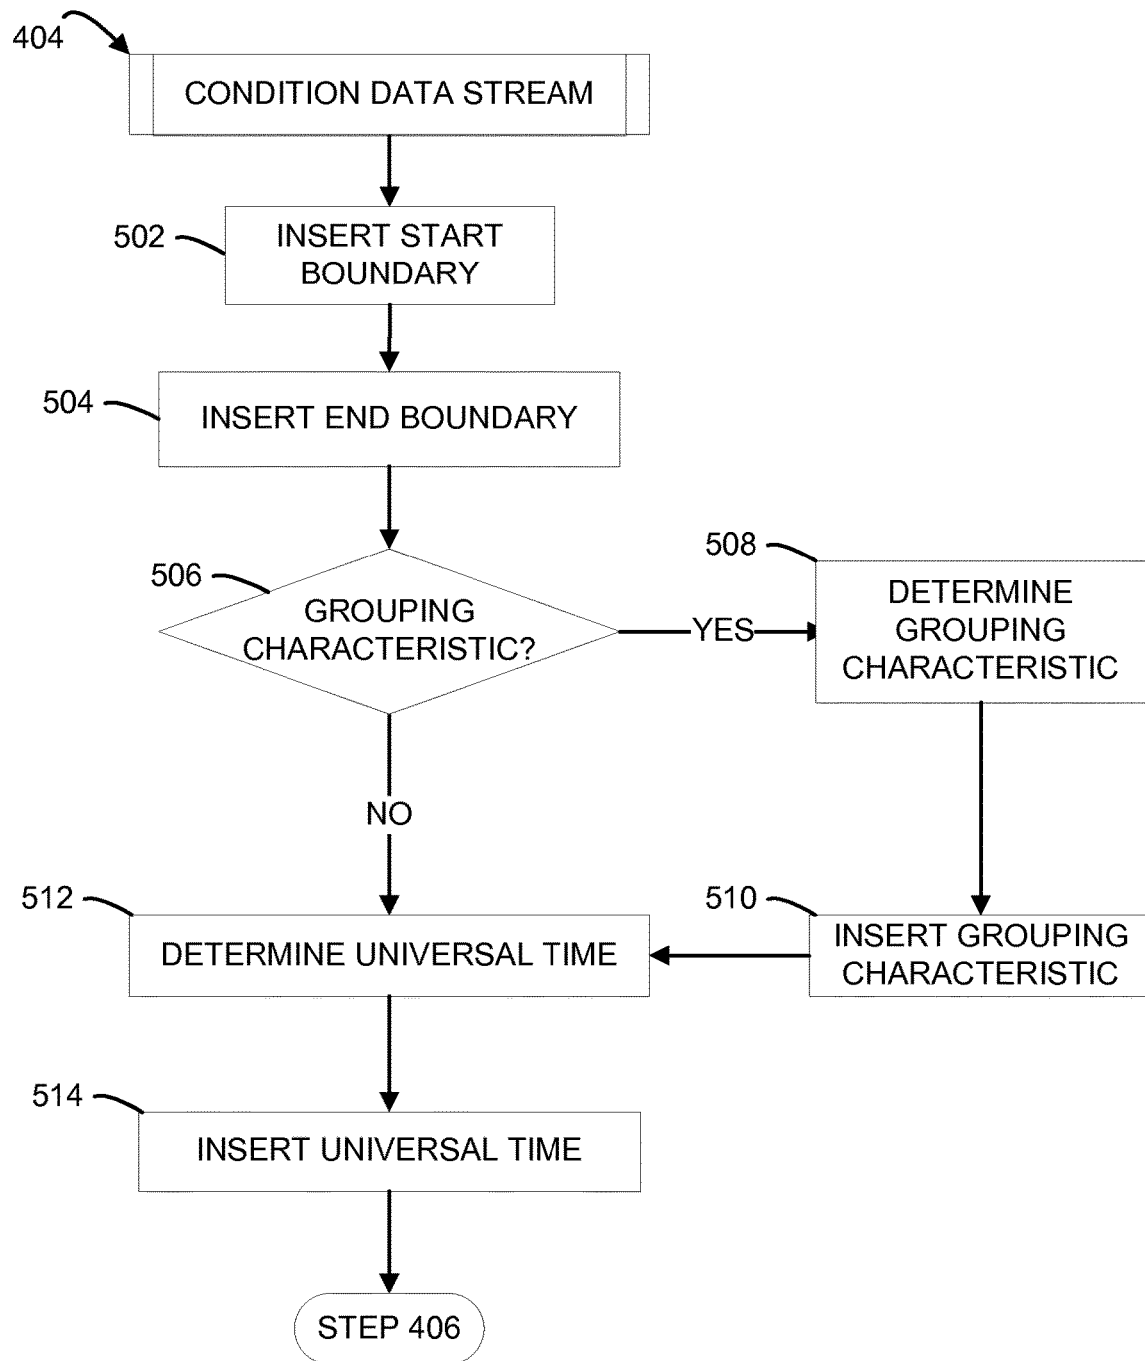 404
CONDITION DATA STREAM
502
INSERT START
BOUNDARY
504
INSERT END BOUNDARY
506
GROUPING
CHARACTERISTIC?
YES
508
DETERMINE
GROUPING
CHARACTERISTIC
NO
510
INSERT GROUPING
CHARACTERISTIC
512
DETERMINE UNIVERSAL TIME
514
INSERT UNIVERSAL TIME
STEP 406